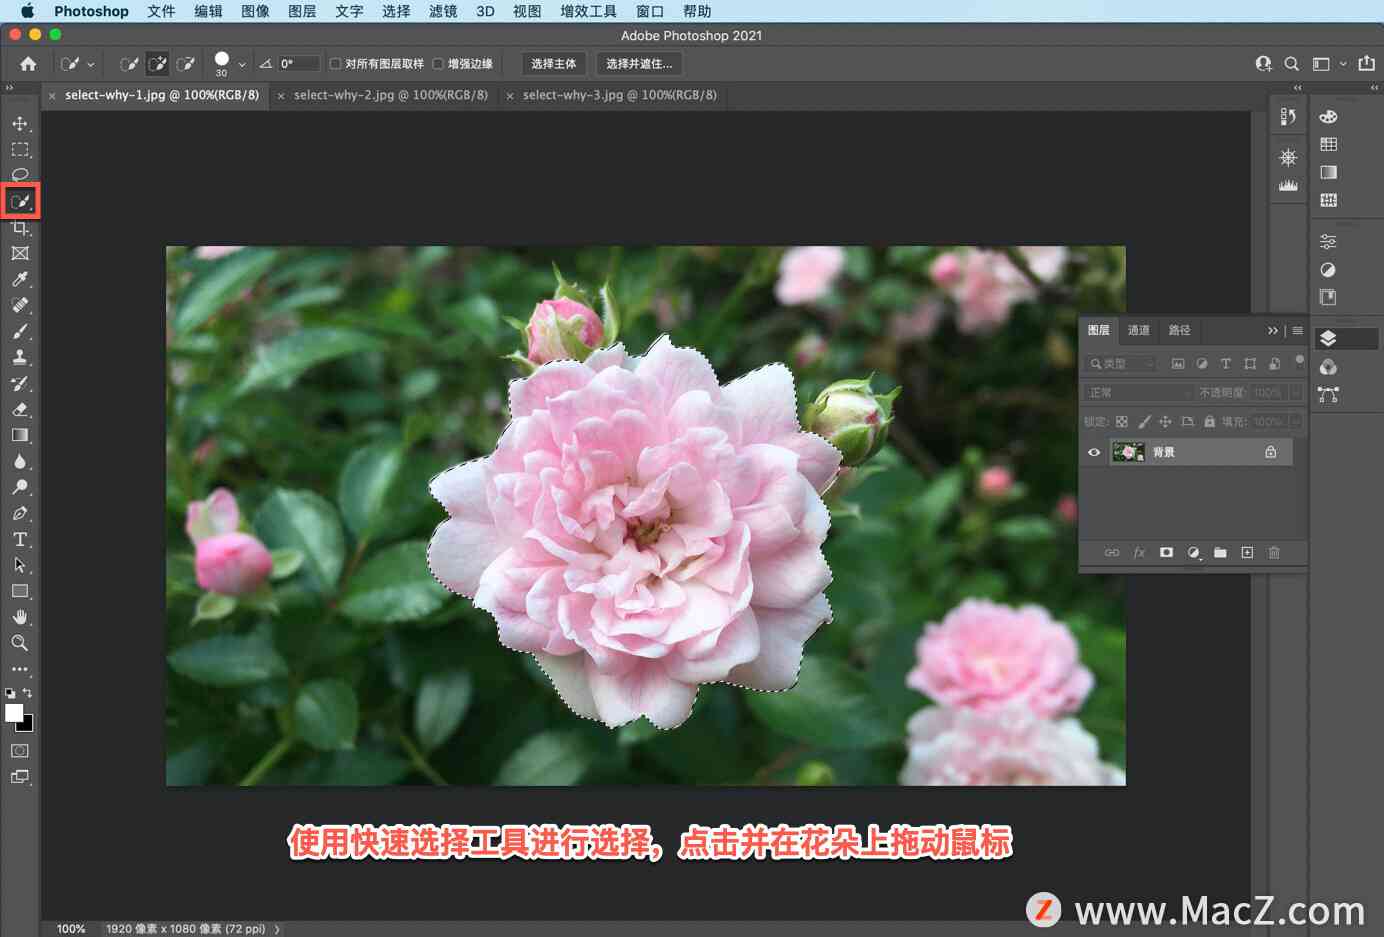 Photoshop 文件 编辑 图像 图层 文字 选择 滤镜 3D 视图 增效工具 窗口 帮助
Adobe Photoshop 2021
30
0°
对所有图层取样
增强边缘
选择主体
选择并遮住...
select-why-1.jpg @ 100%(RGB/8)
select-why-2.jpg @ 100%(RGB/8)
select-why-3.jpg @ 100%(RGB/8)
图层 通道 路径
类型
正常 不透明度: 100%
锁定: 填充: 100%
背景
fx
使用快速选择工具进行选择，点击并在花朵上拖动鼠标
Z www.MacZ.com
100% 1920 像素 x 1080 像素 (72 ppi)